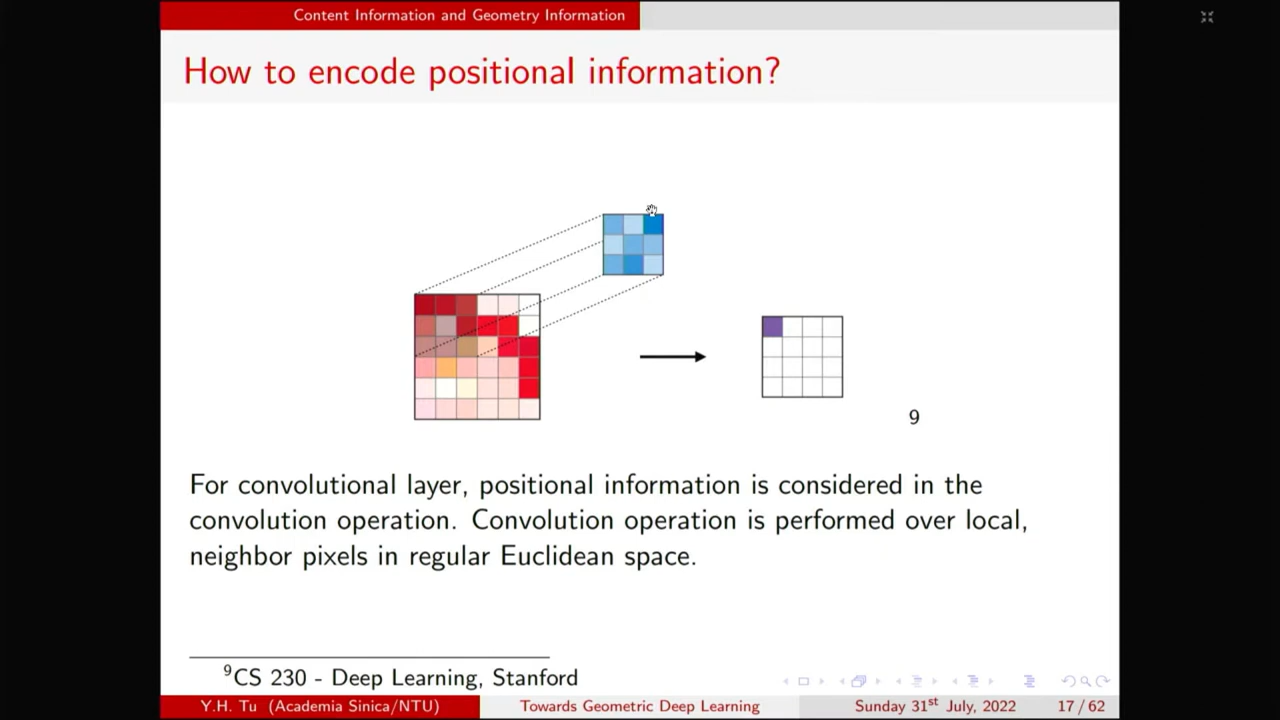 Content Information and Geometry Information
How to encode positional information?
9
For convolutional layer, positional information is considered in the
convolution operation. Convolution operation is performed over local,
neighbor pixels in regular Euclidean space.
9CS 230 - Deep Learning, Stanford
Y.H. Tu (Academia Sinica/NTU)
Towards Geometric Deep Learning
Sunday 31st July, 2022
17 / 62